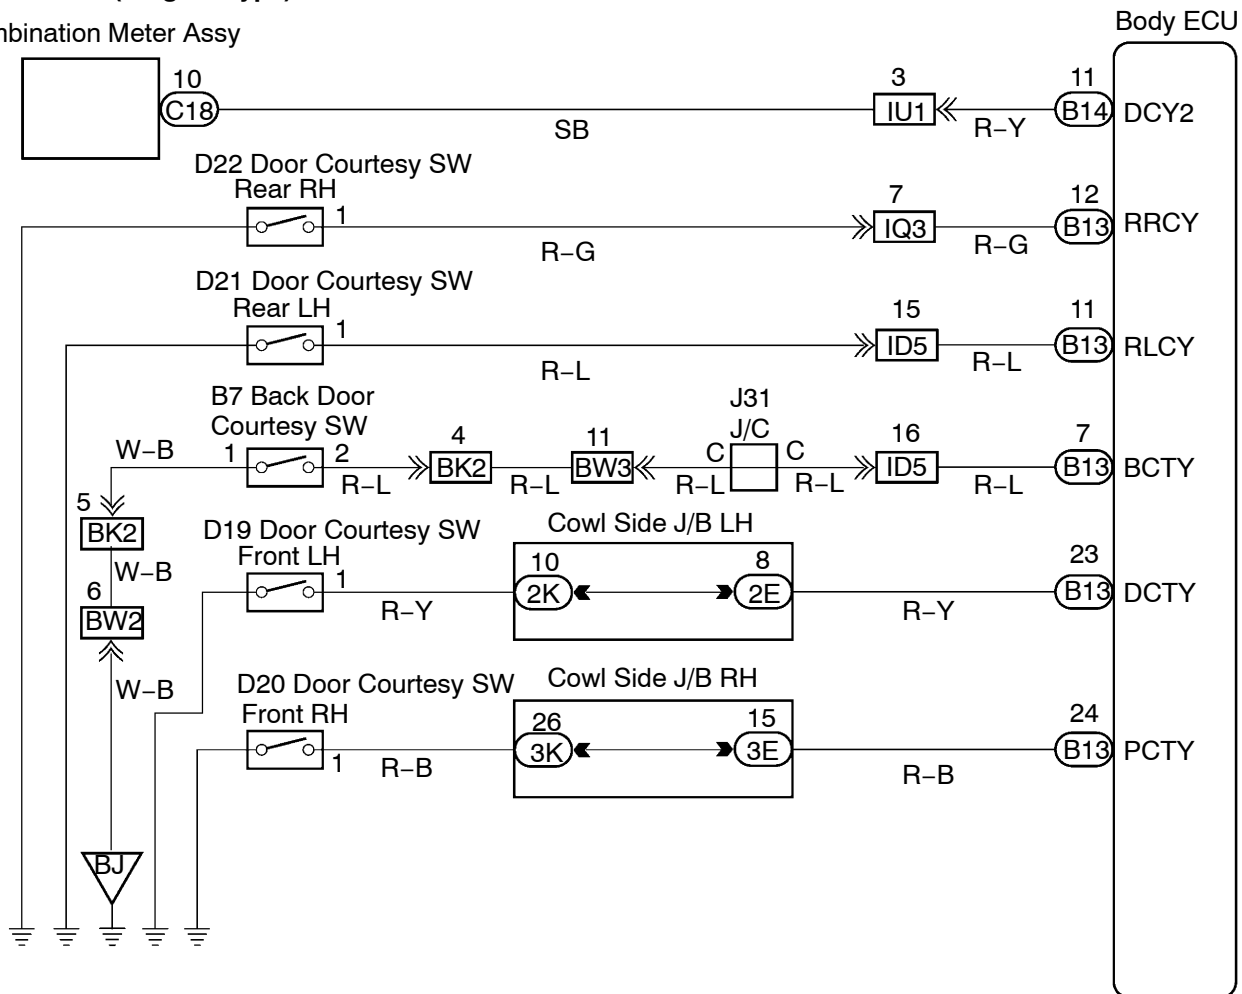 Body ECU
mbination Meter Assy
10
C18
SB
3
IU1
R–Y
11
B14
DCY2
D22 Door Courtesy SW
Rear RH
1
R–G
7
IQ3
R–G
12
B13
RRCY
D21 Door Courtesy SW
Rear LH
1
R–L
15
ID5
R–L
11
B13
RLCY
B7 Back Door
Courtesy SW
W–B
1
2
R–L
4
BK2
R–L
11
BW3
R–L
J31
J/C
C
C
R–L
16
ID5
R–L
7
B13
BCTY
5
BK2
W–B
6
BW2
W–B
BJ
D19 Door Courtesy SW
Front LH
1
R–Y
Cowl Side J/B LH
10
2K
8
2E
R–Y
23
B13
DCTY
D20 Door Courtesy SW
Front RH
1
R–B
Cowl Side J/B RH
26
3K
15
3E
R–B
24
B13
PCTY